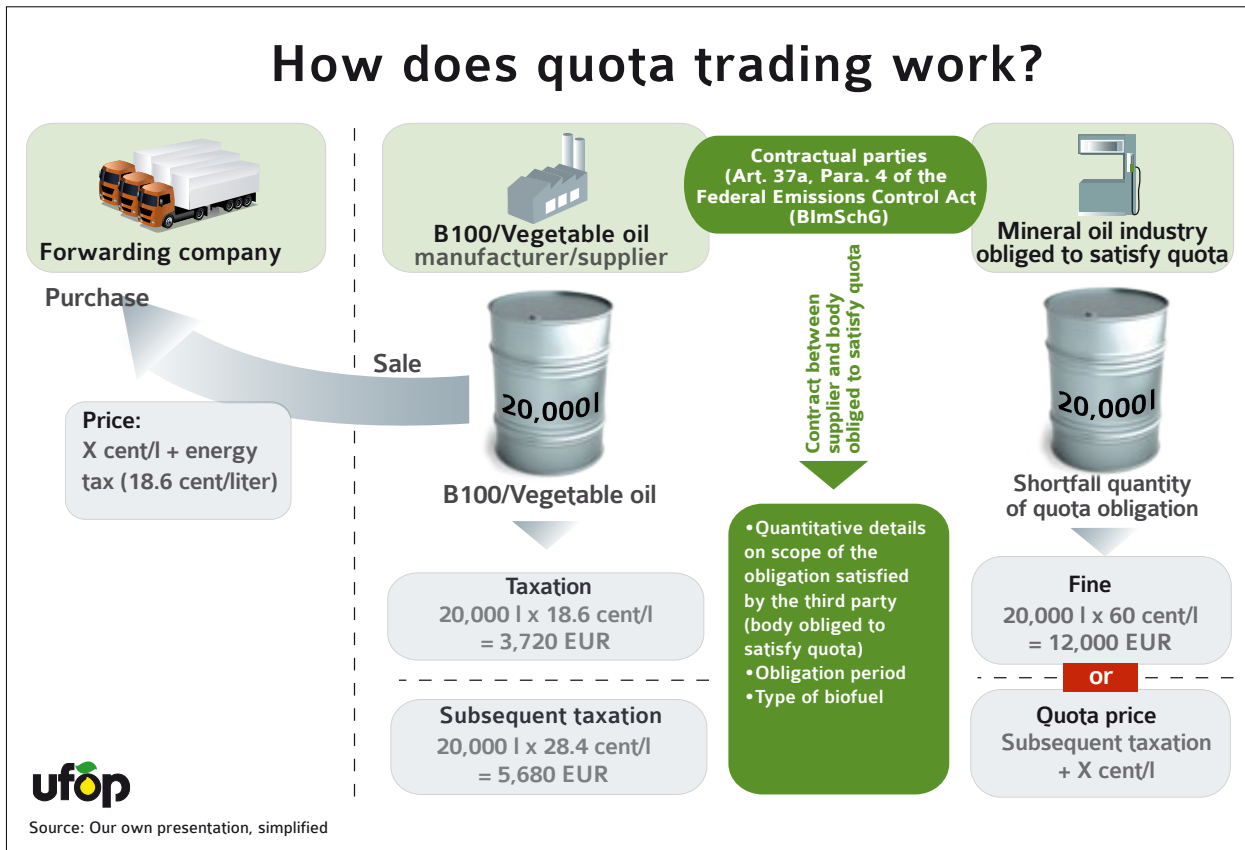 How does quota trading work?
Forwarding company
Purchase
Sale
Price:
X cent/l + energy
tax (18.6 cent/liter)
B100/Vegetable oil
manufacturer/supplier
20,000 l
B100/Vegetable oil
Taxation
20,000 l x 18.6 cent/l
= 3,720 EUR
Subsequent taxation
20,000 l x 28.4 cent/l
= 5,680 EUR
Contractual parties
(Art. 37a, Para. 4 of the
Federal Emissions Control Act
(BImSchG)
Contract between
supplier and body
obliged to satisfy quota
•Quantitative details
on scope of the
obligation satisfied
by the third party
(body obliged to
satisfy quota)
•Obligation period
•Type of biofuel
Mineral oil industry
obliged to satisfy quota
20,000 l
Shortfall quantity
of quota obligation
Fine
20,000 l x 60 cent/l
= 12,000 EUR
or
Quota price
Subsequent taxation
+ X cent/l
ufop
Source: Our own presentation, simplified